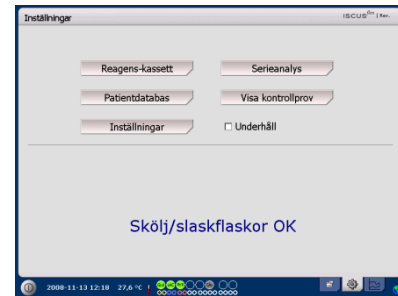 Inställningar
ISCUS
Reagens-kassett
Serieanalys
Patientdatabas
Visa kontrollprov
Inställningar
Underhåll
Skölj/slaskflaskor OK
2008-11-13 12:18 27,6 °C